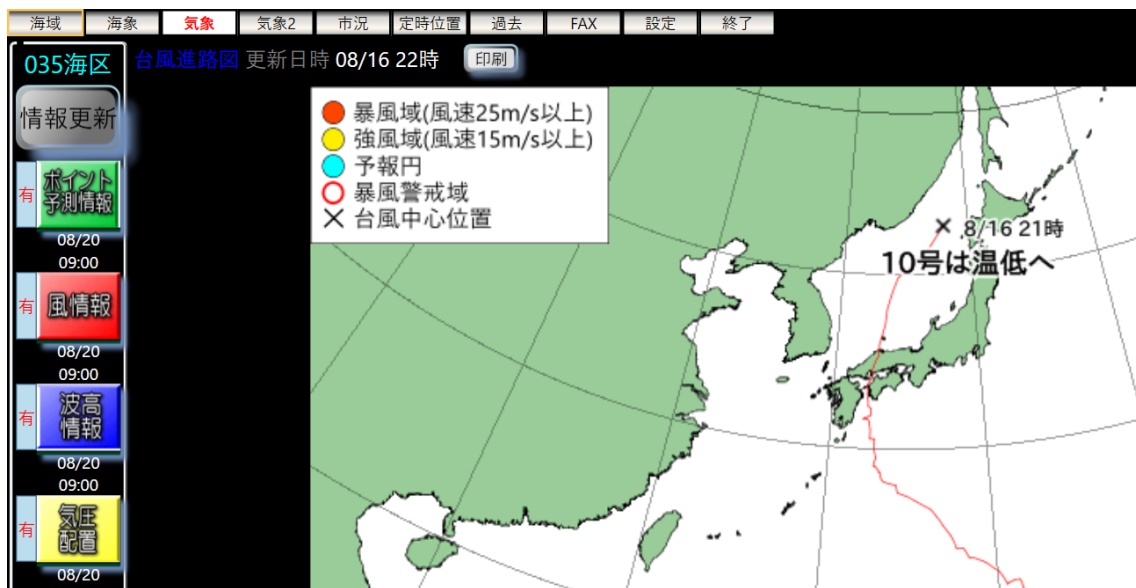 海域 海象 気象 気象2 市況 定時位置 過去 FAX 設定 終了
035海区
台風進路図 更新日時 08/16 22時 印刷
情報更新
有 ポイント
予測情報
08/20
09:00
有 風情報
08/20
09:00
有 波高
情報
08/20
09:00
有 気圧
配置
08/20
暴風域(風速25m/s以上)
強風域(風速15m/s以上)
予報円
暴風警戒域
台風中心位置
8/16 21時
10号は温低へ